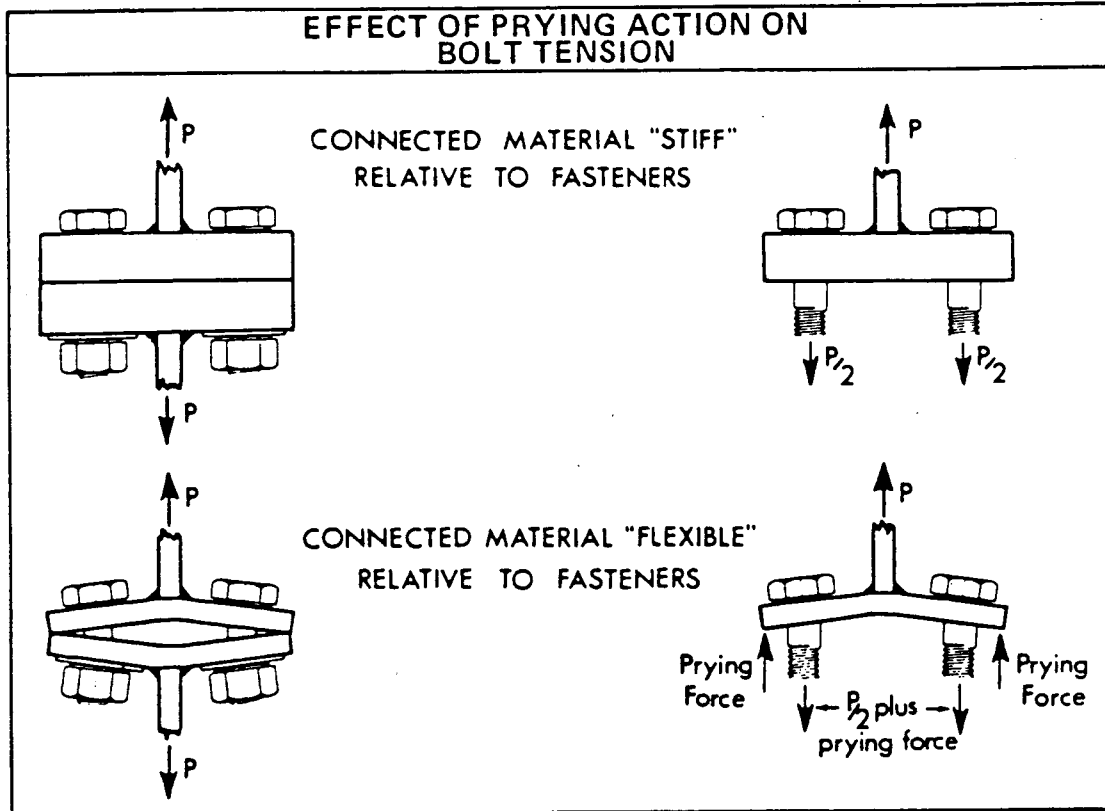 EFFECT OF PRYING ACTION ON
BOLT TENSION
P
CONNECTED MATERIAL "STIFF"
RELATIVE TO FASTENERS
P
P/2
P/2
P
P
CONNECTED MATERIAL "FLEXIBLE"
RELATIVE TO FASTENERS
P
Prying
Force
Prying
Force
P/2 plus
prying force
P